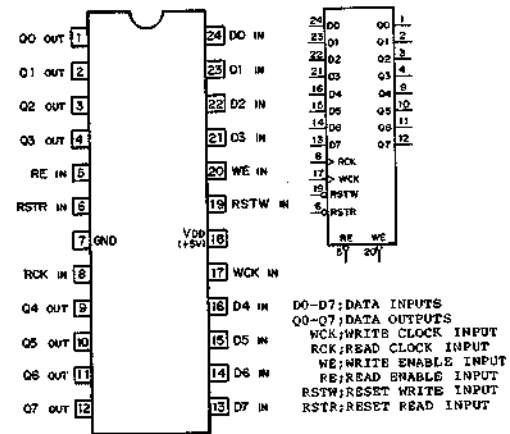 Q0 OUT 1
Q1 OUT 2
Q2 OUT 3
Q3 OUT 4
RE IN 5
RSTR IN 6
7 GND
RCK IN 8
Q4 OUT 9
Q5 OUT 10
Q6 OUT 11
Q7 OUT 12
24 D0 IN
23 D1 IN
22 D2 IN
21 D3 IN
20 WE IN
19 RSTW IN
VDD (+5V) 18
17 WCK IN
16 D4 IN
15 D5 IN
14 D6 IN
13 D7 IN
24 D0 Q0 1
23 D1 Q1 2
22 D2 Q2 3
21 D3 Q3 4
16 D4 Q4 9
15 D5 Q5 10
14 D6 Q6 11
13 D7 Q7 12
8 RCK
17 WCK
19 RSTW
6 RSTR
RE WE
5 20
D0-D7;DATA INPUTS
Q0-Q7;DATA OUTPUTS
WCK;WRITE CLOCK INPUT
RCK;READ CLOCK INPUT
WE;WRITE ENABLE INPUT
RE;READ ENABLE INPUT
RSTW;RESET WRITE INPUT
RSTR;RESET READ INPUT